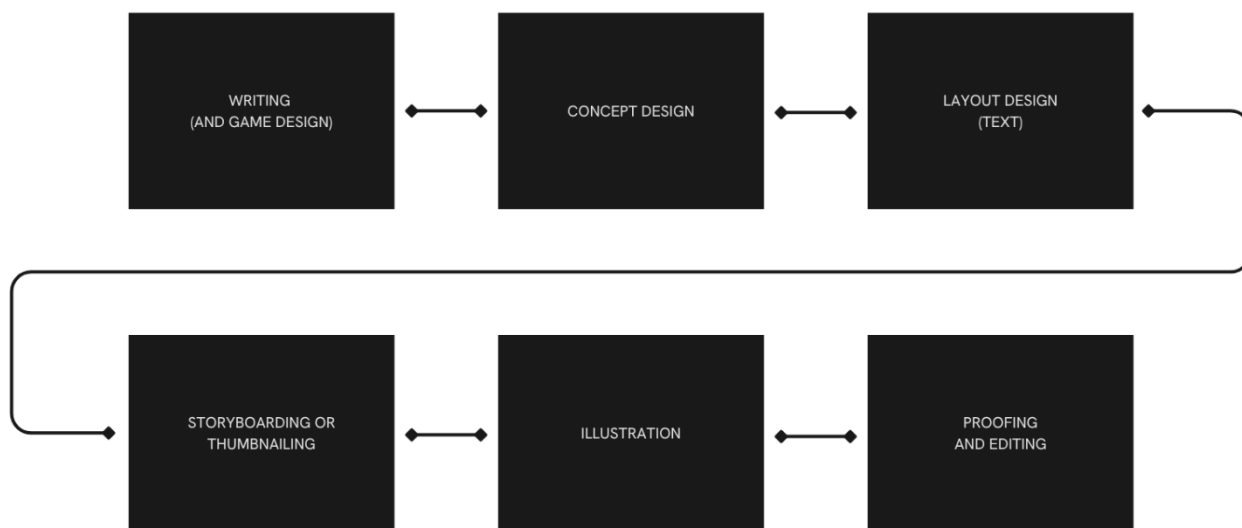 WRITING
(AND GAME DESIGN)
CONCEPT DESIGN
LAYOUT DESIGN
(TEXT)
STORYBOARDING OR
THUMBNAILING
ILLUSTRATION
PROOFING
AND EDITING